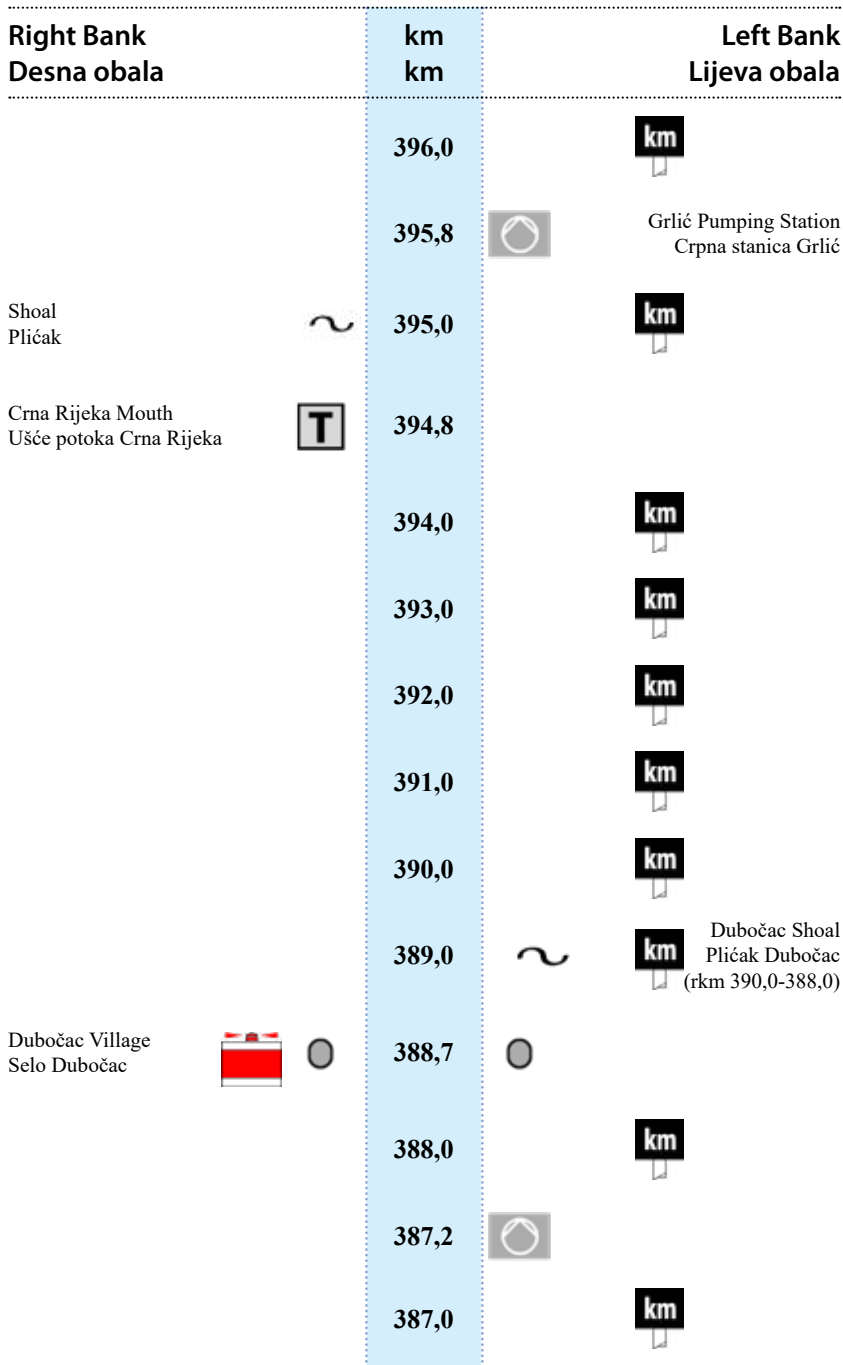 Right Bank km Left Bank
Desna obala km Lijeva obala
396,0 km
395,8 Grlić Pumping Station
Crpna stanica Grlić
Shoal
Plićak
395,0 km
Crna Rijeka Mouth
Ušće potoka Crna Rijeka
T 394,8
394,0 km
393,0 km
392,0 km
391,0 km
390,0 km
389,0 km
Dubočac Shoal
Plićak Dubočac
(rkm 390,0-388,0)
Dubočac Village
Selo Dubočac
388,7
388,0 km
387,2
387,0 km